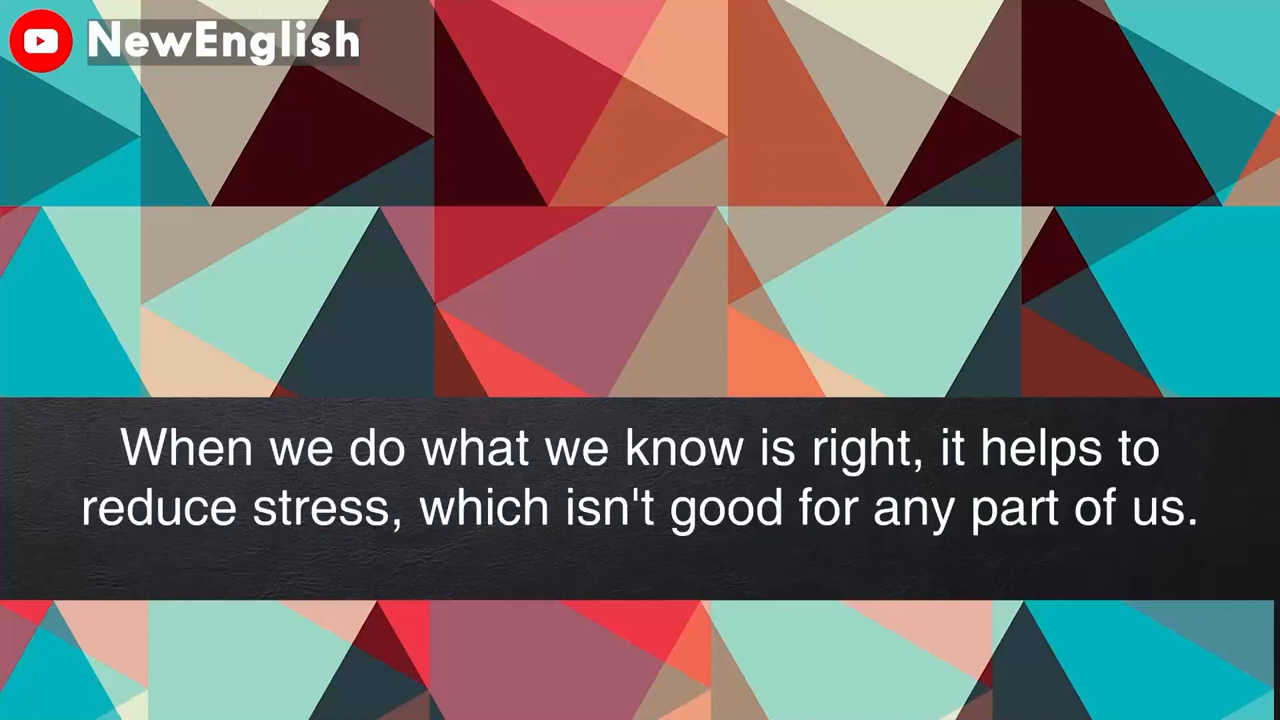 NewEnglish
When we do what we know is right, it helps to
reduce stress, which isn't good for any part of us.